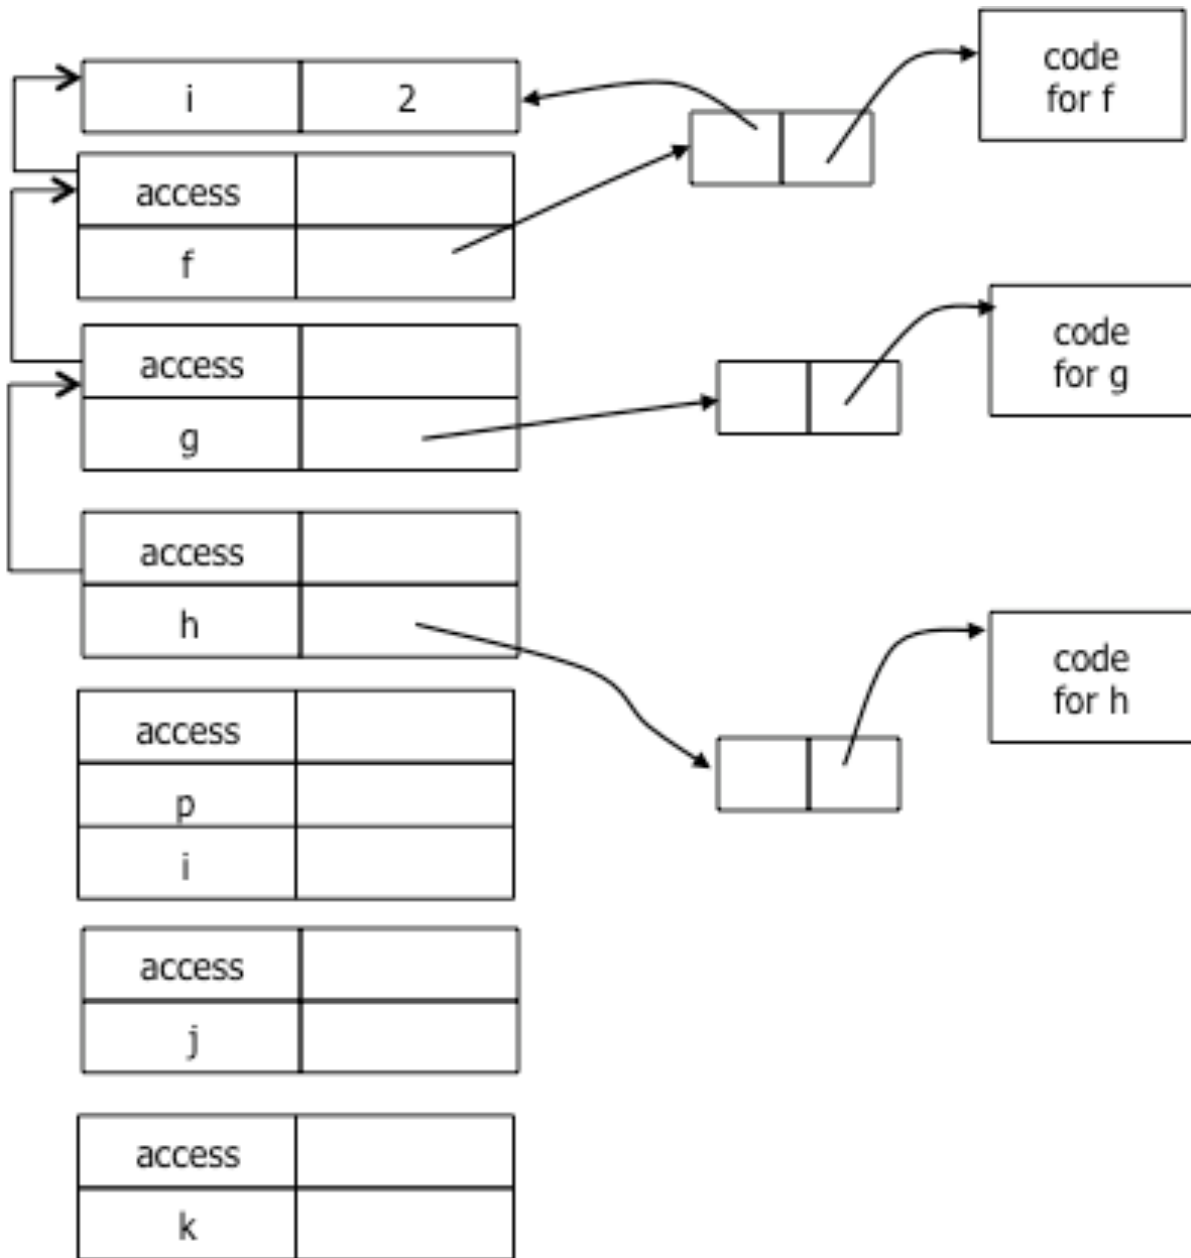 i 2
access
f
access
g
access
h
access
p
i
access
j
access
k
code
for f
code
for g
code
for h